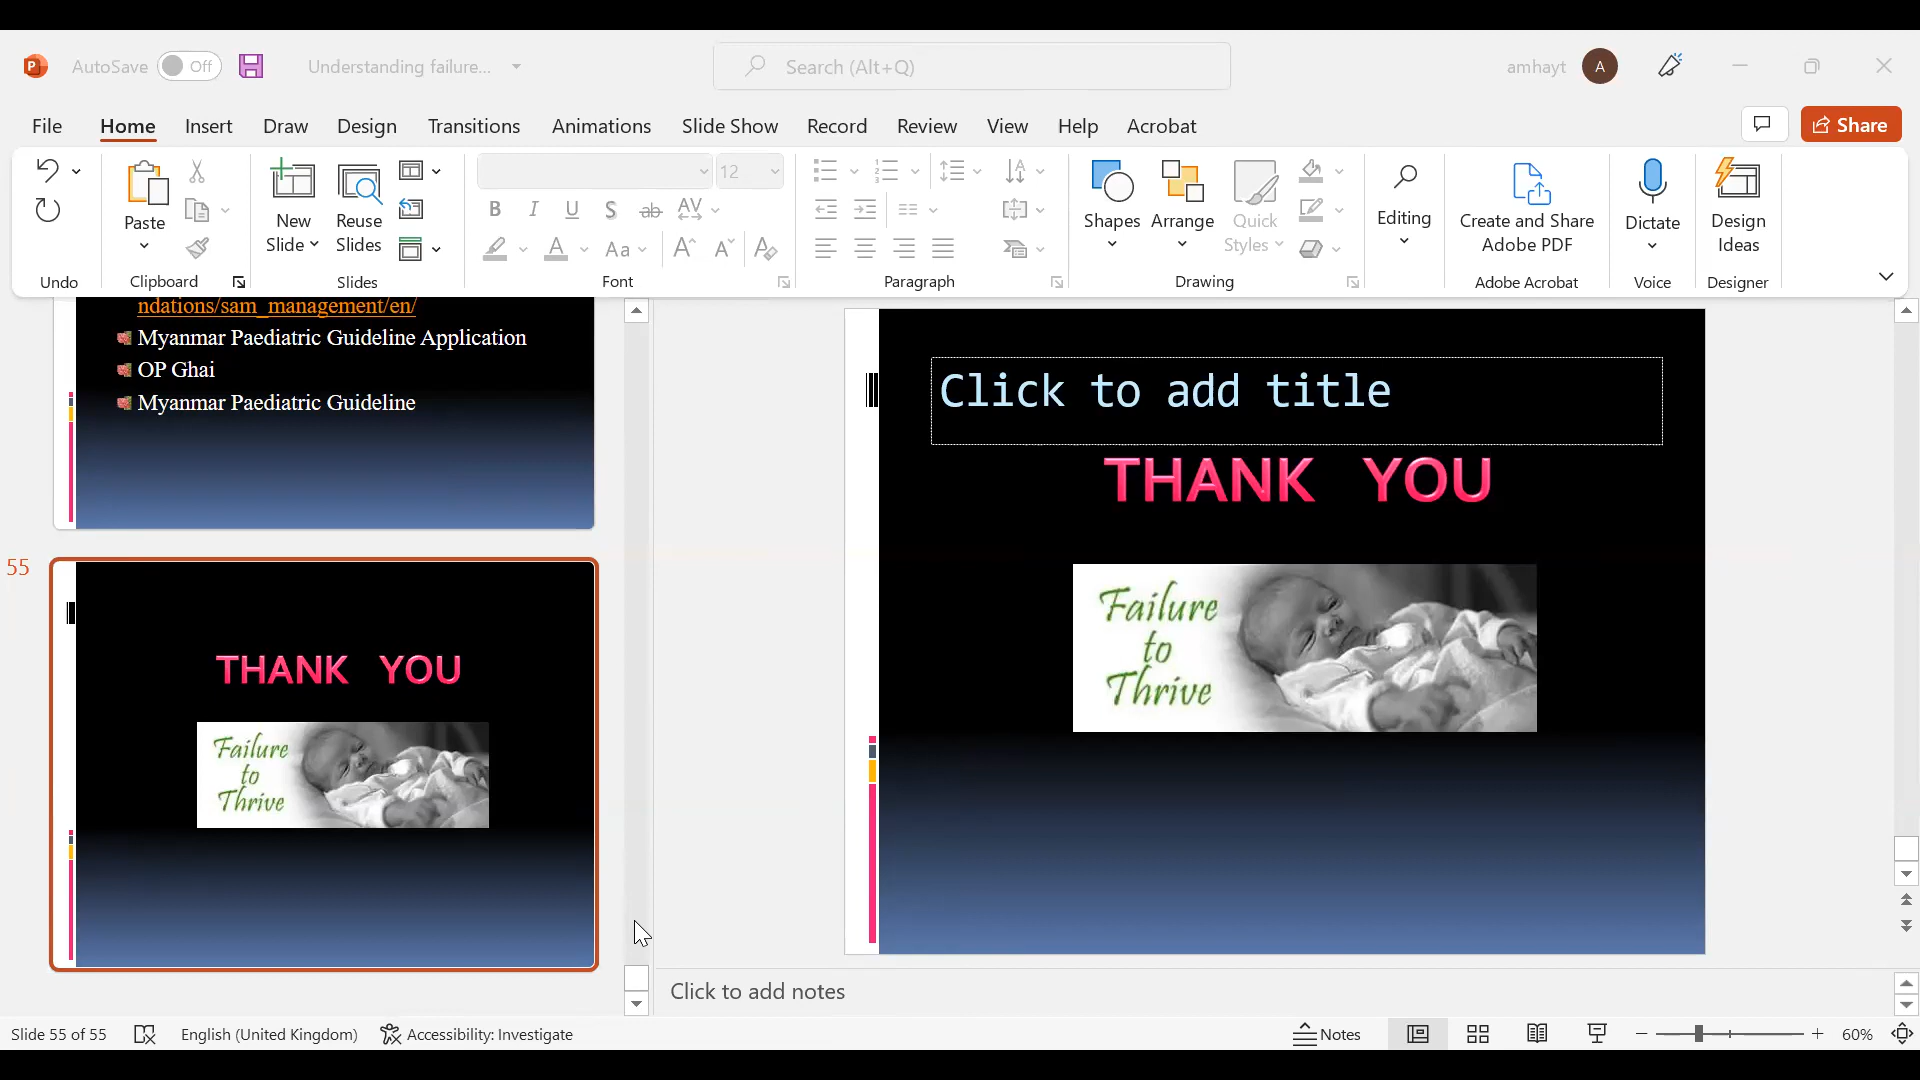 AutoSave Off Understanding failure... Search (Alt+Q) amhayt A
File Home Insert Draw Design Transitions Animations Slide Show Record Review View Help Acrobat Share
Undo
Paste
Clipboard
New Slide
Reuse Slides
Slides
12
B I U S ab AV
A Aa A A A
Font
Paragraph
Shapes
Arrange
Quick Styles
Drawing
Editing
Create and Share Adobe PDF
Adobe Acrobat
Dictate
Voice
Design Ideas
Designer
ndations/sam_management/en/
Myanmar Paediatric Guideline Application
OP Ghai
Myanmar Paediatric Guideline
55
THANK YOU
Failure
to
Thrive
Click to add title
THANK YOU
Failure
to
Thrive
Click to add notes
Slide 55 of 55 English (United Kingdom) Accessibility: Investigate Notes 60%